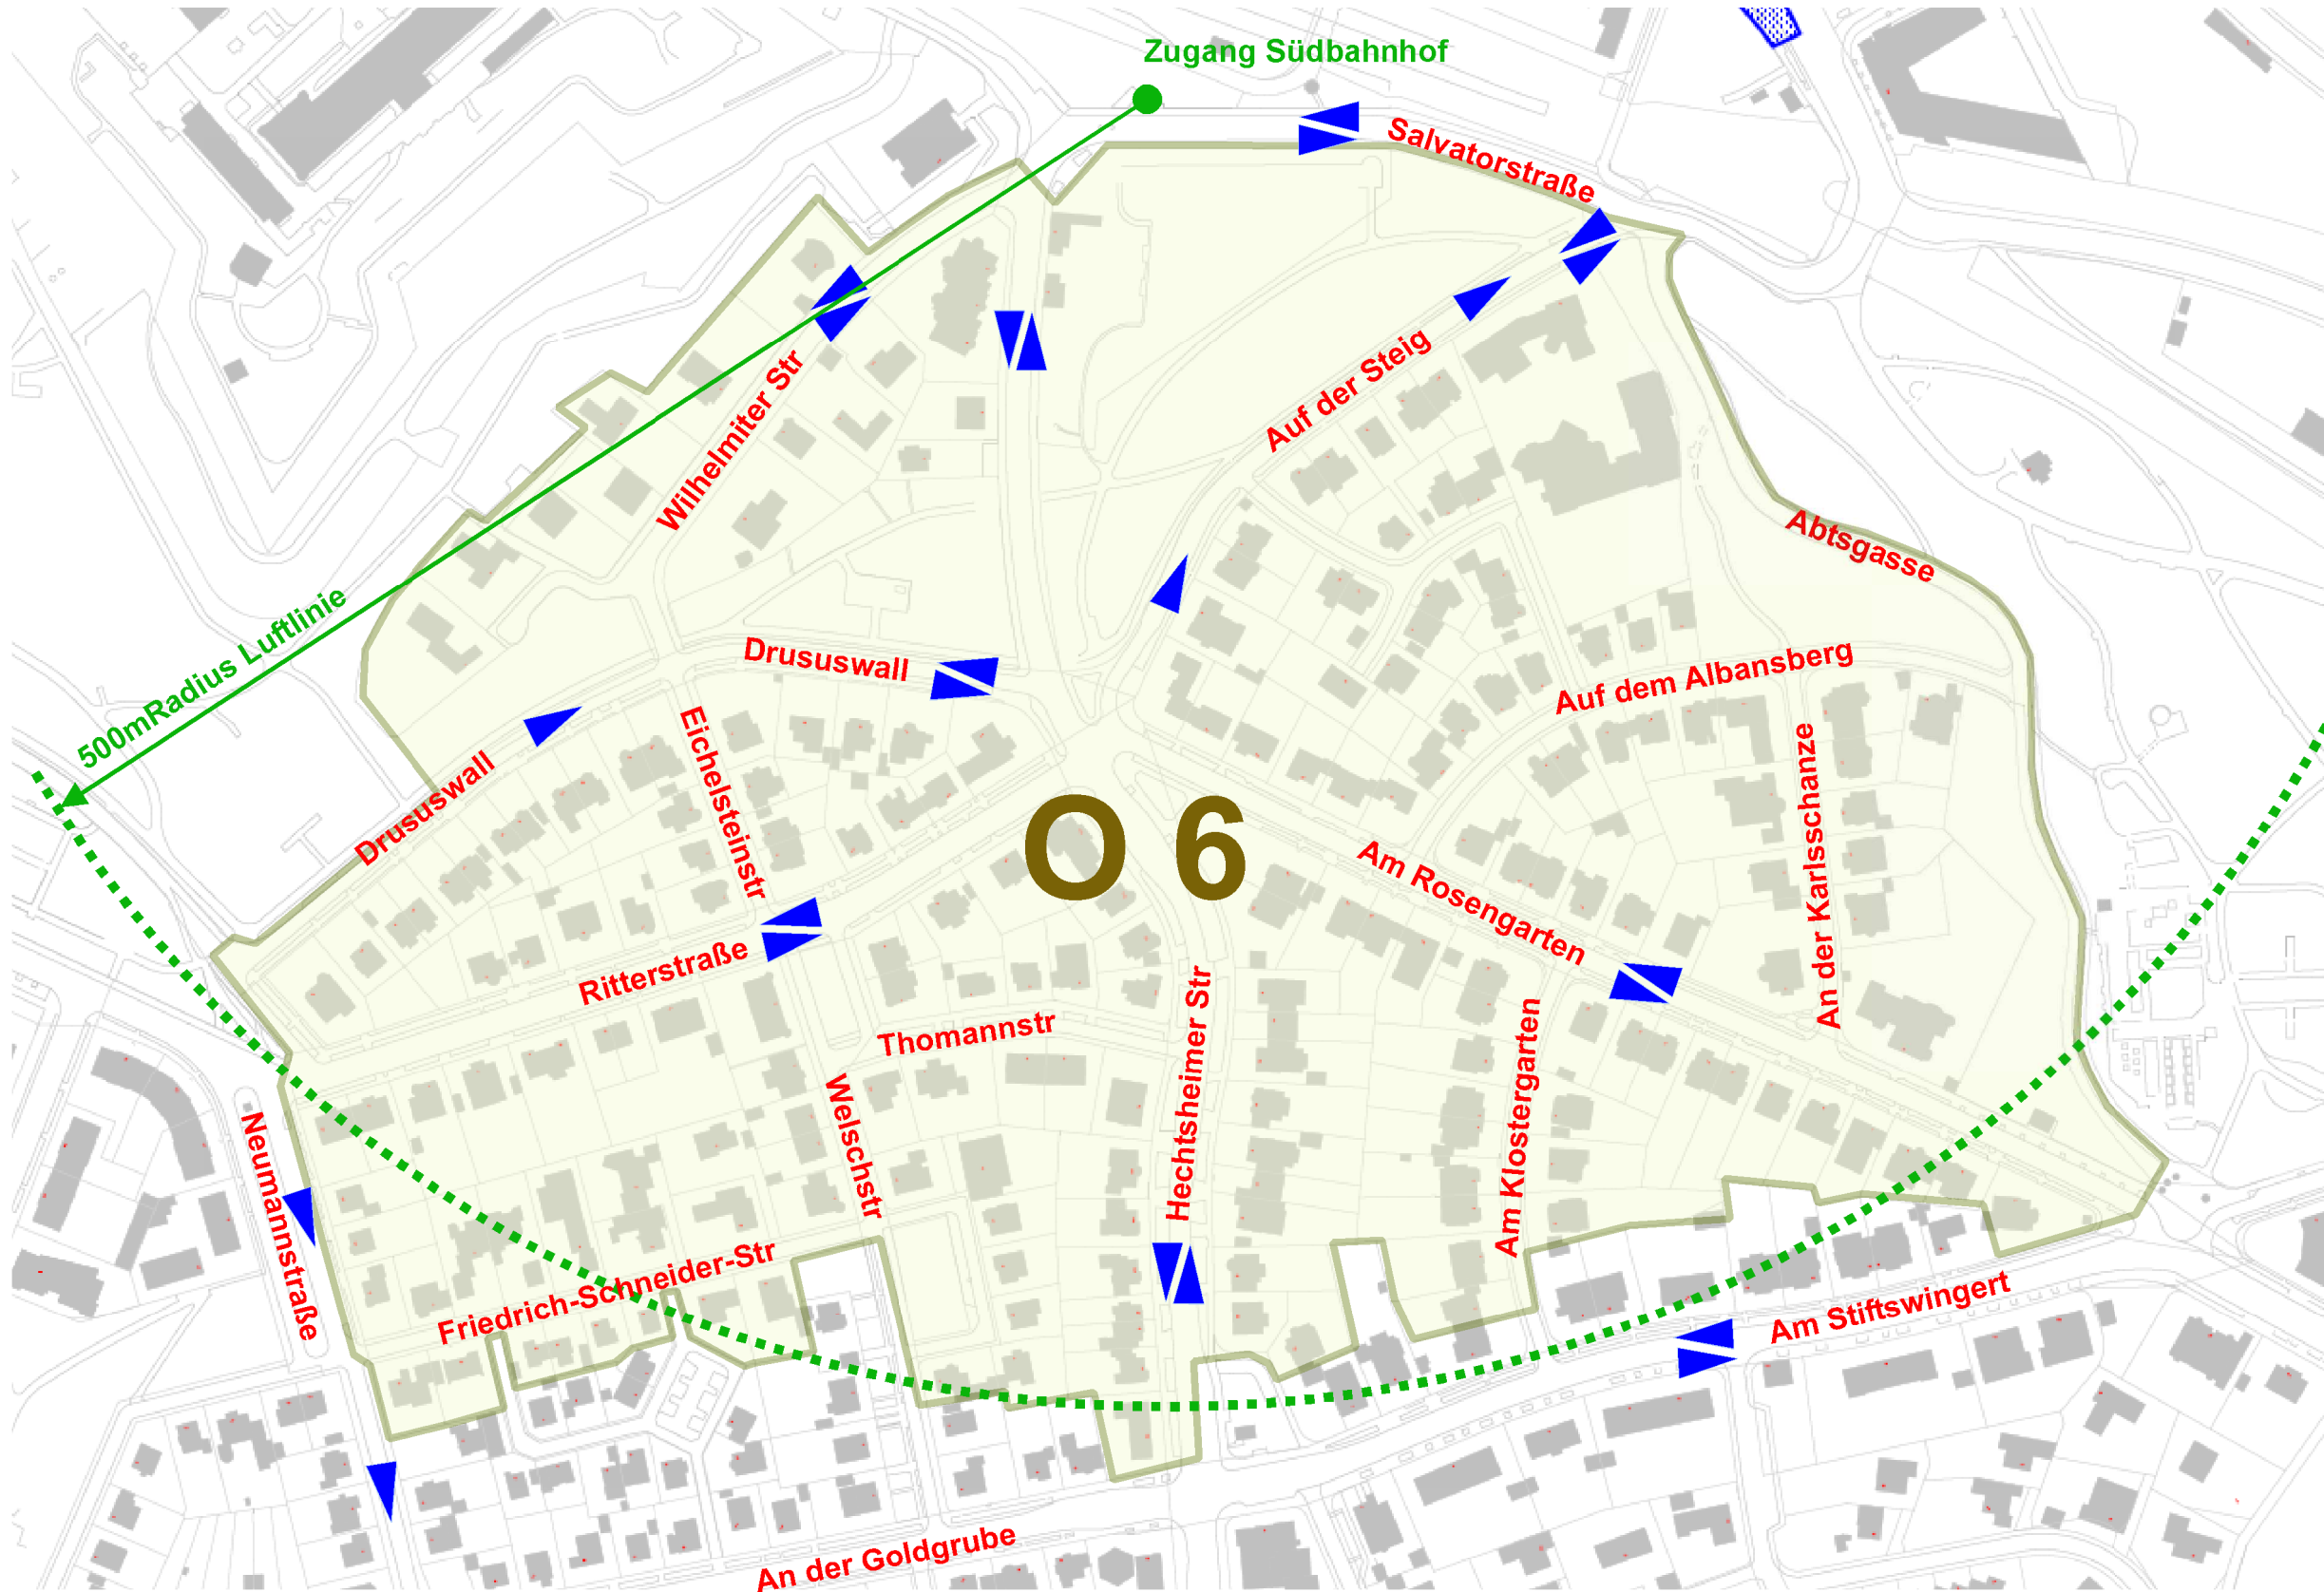 Zugang Südbahnhof
Salvatorstraße
Wilhelmiter Str
Auf der Steig
Abtsgasse
500mRadius Luftlinie
Drususwall
Auf dem Albansberg
Drususwall
Eichelsteinstr
An der Karlsschanze
O 6
Am Rosengarten
Ritterstraße
Thomannstr
Hechtsheimer Str
Am Klostergarten
Welschstr
Neumannstraße
Friedrich-Schneider-Str
Am Stiftswingert
An der Goldgrube